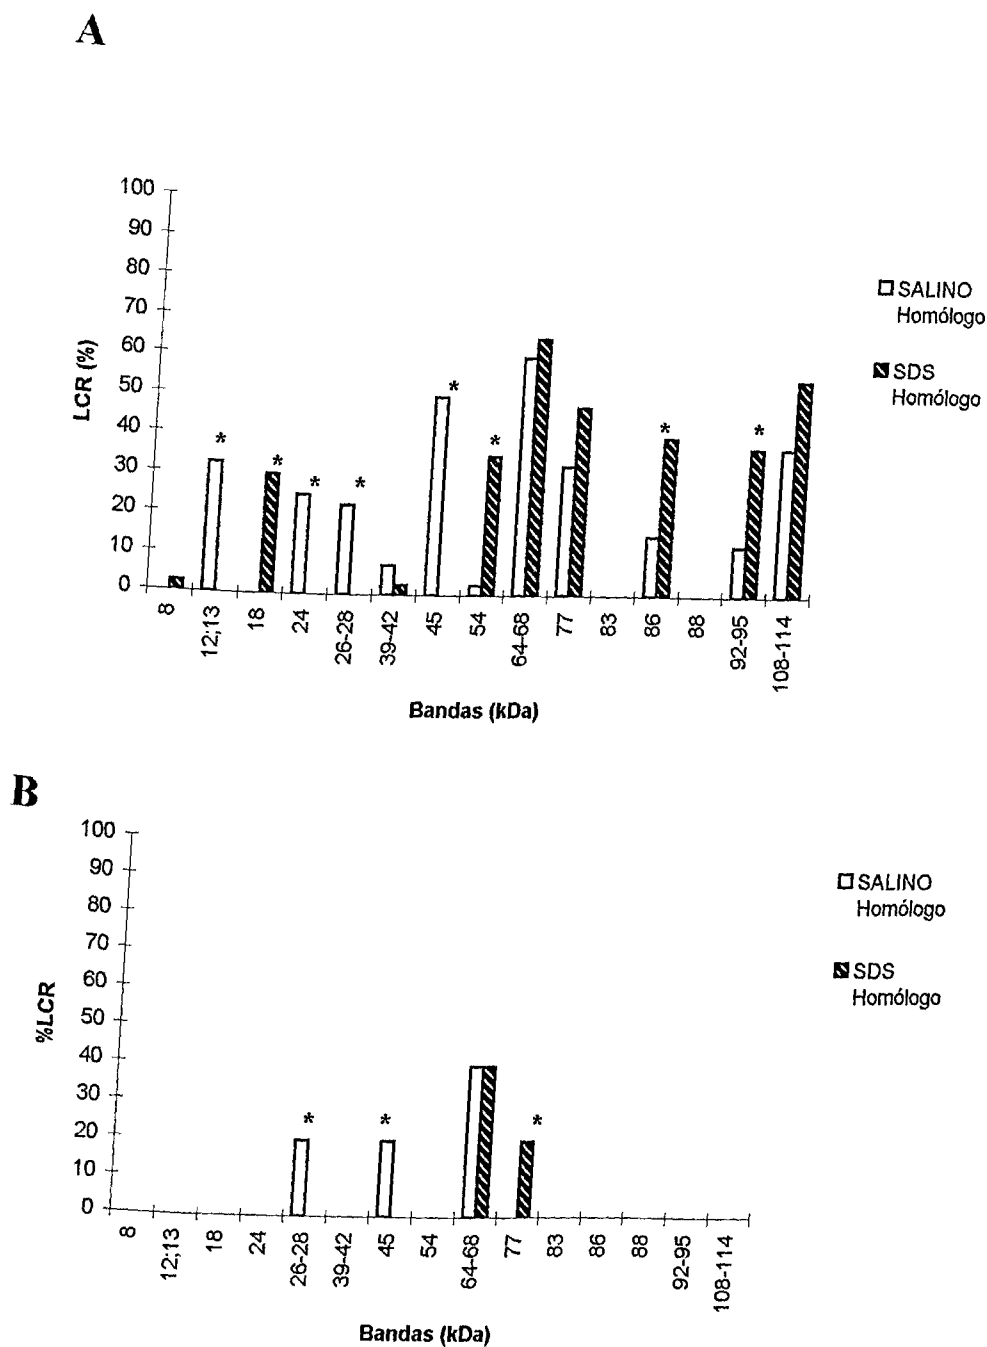 A
100
90
80
70
60
50
40
30
20
10
0
LCR (%)
* * * * * * * *
8 12;13 18 24 26-28 39-42 45 54 64-68 77 83 86 88 92-95 108-114
Bandas (kDa)
SALINO
Homólogo
SDS
Homólogo
B
100
90
80
70
60
50
40
30
20
10
0
%LCR
* * *
8 12;13 18 24 26-28 39-42 45 54 64-68 77 83 86 88 92-95 108-114
Bandas (kDa)
SALINO
Homólogo
SDS
Homólogo